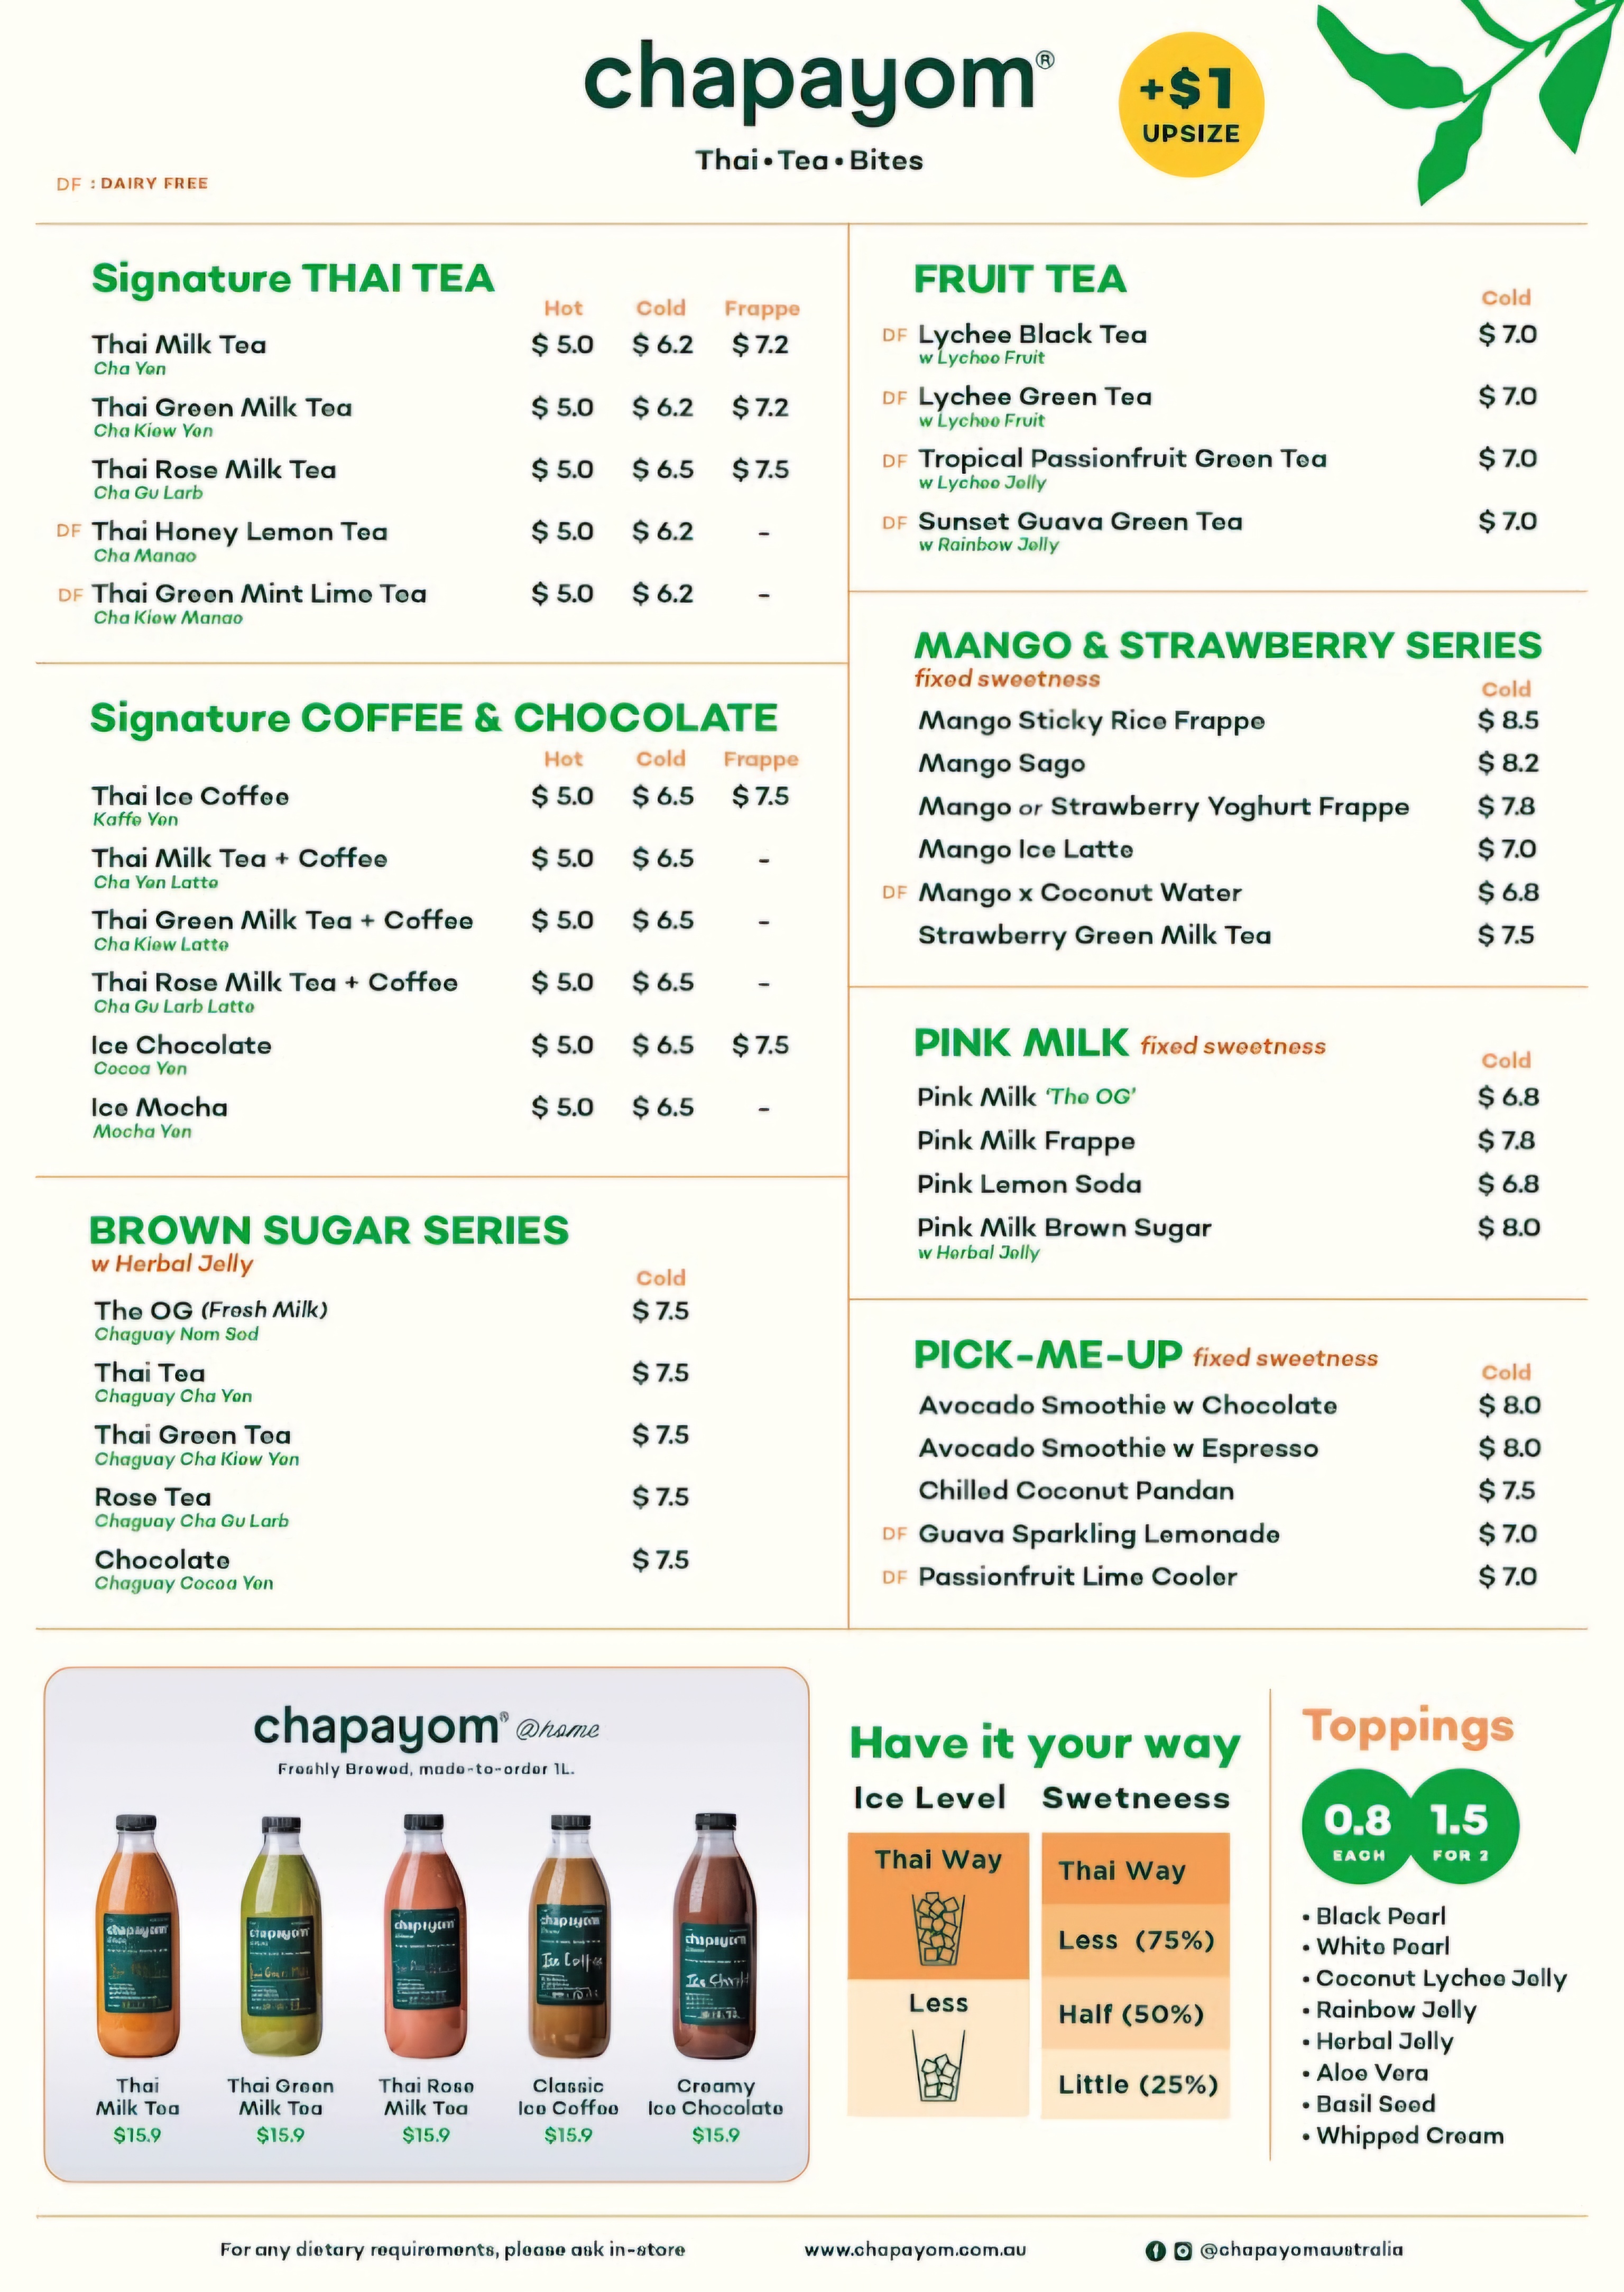 chapayom®
Thai • Tea • Bites
+$1
UPSIZE
DF : DAIRY FREE
Signature THAI TEA
Hot Cold Frappe
Thai Milk Tea $ 5.0 $ 6.2 $ 7.2
Cha Yen
Thai Green Milk Tea $ 5.0 $ 6.2 $ 7.2
Cha Kiew Yen
Thai Rose Milk Tea $ 5.0 $ 6.5 $ 7.5
Cha Gu Larb
DF Thai Honey Lemon Tea $ 5.0 $ 6.2 -
Cha Manao
DF Thai Green Mint Lime Tea $ 5.0 $ 6.2 -
Cha Kiew Manao
Signature COFFEE & CHOCOLATE
Hot Cold Frappe
Thai Ice Coffee $ 5.0 $ 6.5 $ 7.5
Kaffe Yen
Thai Milk Tea + Coffee $ 5.0 $ 6.5 -
Cha Yen Latte
Thai Green Milk Tea + Coffee $ 5.0 $ 6.5 -
Cha Kiew Latte
Thai Rose Milk Tea + Coffee $ 5.0 $ 6.5 -
Cha Gu Larb Latte
Ice Chocolate $ 5.0 $ 6.5 $ 7.5
Cocoa Yen
Ice Mocha $ 5.0 $ 6.5 -
Mocha Yen
BROWN SUGAR SERIES
w Herbal Jelly
Cold
The OG (Fresh Milk) $ 7.5
Chaguay Nom Sod
Thai Tea $ 7.5
Chaguay Cha Yen
Thai Green Tea $ 7.5
Chaguay Cha Kiew Yen
Rose Tea $ 7.5
Chaguay Cha Gu Larb
Chocolate $ 7.5
Chaguay Cocoa Yen
FRUIT TEA
Cold
DF Lychee Black Tea $ 7.0
w Lychee Fruit
DF Lychee Green Tea $ 7.0
w Lychee Fruit
DF Tropical Passionfruit Green Tea $ 7.0
w Lychee Jelly
DF Sunset Guava Green Tea $ 7.0
w Rainbow Jelly
MANGO & STRAWBERRY SERIES
fixed sweetness
Cold
Mango Sticky Rice Frappe $ 8.5
Mango Sago $ 8.2
Mango or Strawberry Yoghurt Frappe $ 7.8
Mango Ice Latte $ 7.0
DF Mango x Coconut Water $ 6.8
Strawberry Green Milk Tea $ 7.5
PINK MILK fixed sweetness
Cold
Pink Milk 'The OG' $ 6.8
Pink Milk Frappe $ 7.8
Pink Lemon Soda $ 6.8
Pink Milk Brown Sugar $ 8.0
w Herbal Jelly
PICK-ME-UP fixed sweetness
Cold
Avocado Smoothie w Chocolate $ 8.0
Avocado Smoothie w Espresso $ 8.0
Chilled Coconut Pandan $ 7.5
DF Guava Sparkling Lemonade $ 7.0
DF Passionfruit Lime Cooler $ 7.0
chapayom® @home
Freshly Brewed, made-to-order 1L.
chapayom
chapayom
chapayom
chapayom
Ice Coffee
chapayom
Thai
Milk Tea
$15.9
Thai Green
Milk Tea
$15.9
Thai Rose
Milk Tea
$15.9
Classic
Ice Coffee
$15.9
Creamy
Ice Chocolate
$15.9
Have it your way
Ice Level
Thai Way
Less
Swetneess
Thai Way
Less (75%)
Half (50%)
Little (25%)
Toppings
0.8
EACH
1.5
FOR 2
• Black Pearl
• White Pearl
• Coconut Lychee Jelly
• Rainbow Jelly
• Herbal Jelly
• Aloe Vera
• Basil Seed
• Whipped Cream
For any dietary requirements, please ask in-store
www.chapayom.com.au
@chapayomaustralia